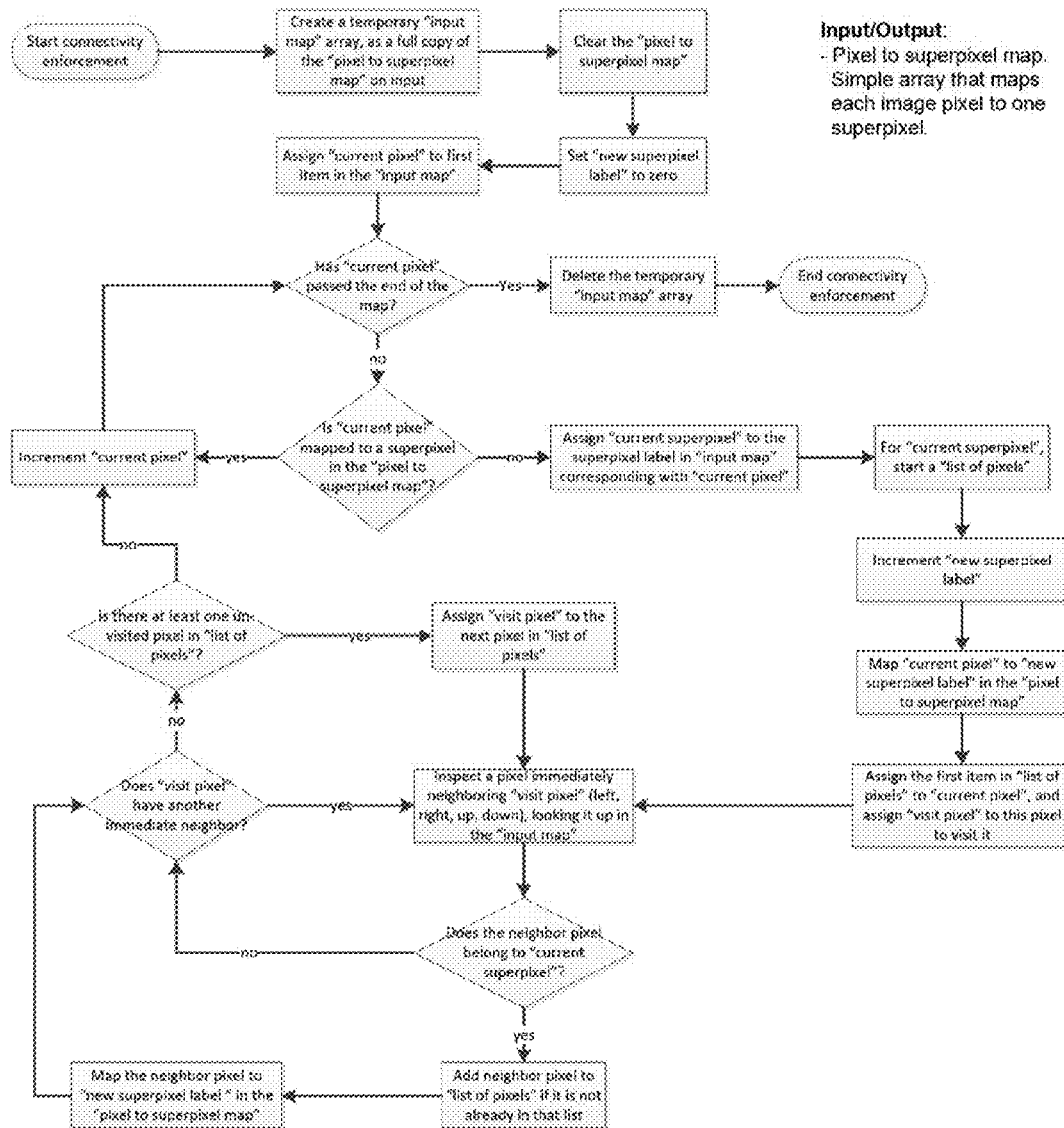 Start connectivity
enforcement
Create a temporary "input
map" array, as a full copy of
the "pixel to superpixel
map" on input
Clear the "pixel to
superpixel map"
Input/Output:
- Pixel to superpixel map.
Simple array that maps
each image pixel to one
superpixel.
Assign "current pixel" to first
item in the "input map"
Set "new superpixel
label" to zero
Has "current pixel"
passed the end of the
map?
Yes
Delete the temporary
"input map" array
End connectivity
enforcement
no
Increment "current pixel"
yes
Is "current pixel"
mapped to a superpixel
in the "pixel to
superpixel map"?
no
Assign "current superpixel" to the
superpixel label in "input map"
corresponding with "current pixel"
For "current superpixel",
start a "list of pixels"
no
Increment "new superpixel
label"
Is there at least one un-
visited pixel in "list of
pixels"?
yes
Assign "visit pixel" to the
next pixel in "list of
pixels"
Map "current pixel" to "new
superpixel label" in the "pixel
to superpixel map"
no
Does "visit pixel"
have another
immediate neighbor?
yes
Inspect a pixel immediately
neighboring "visit pixel" (left,
right, up, down), looking it up in
the "input map"
Assign the first item in "list of
pixels" to "current pixel", and
assign "visit pixel" to this pixel
to visit it
no
Does the neighbor pixel
belong to "current
superpixel"?
yes
Map the neighbor pixel to
"new superpixel label " in the
"pixel to superpixel map"
Add neighbor pixel to
"list of pixels" if it is not
already in that list